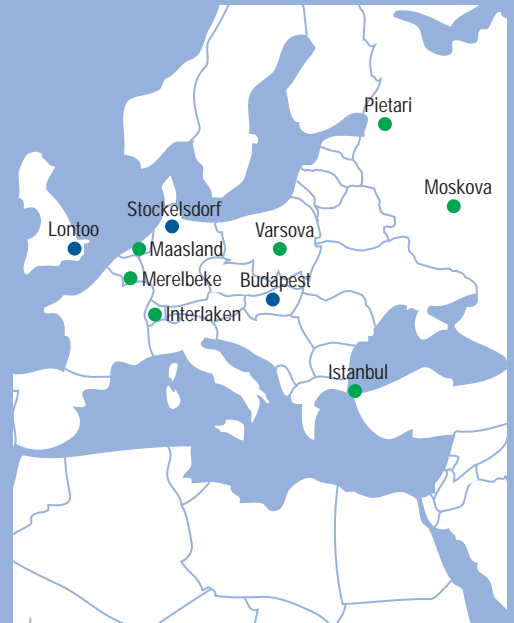 Pietari
Moskova
Stockelsdorf
Lontoo
Varsova
Maasland
Merelbeke
Budapest
Interlaken
Istanbul